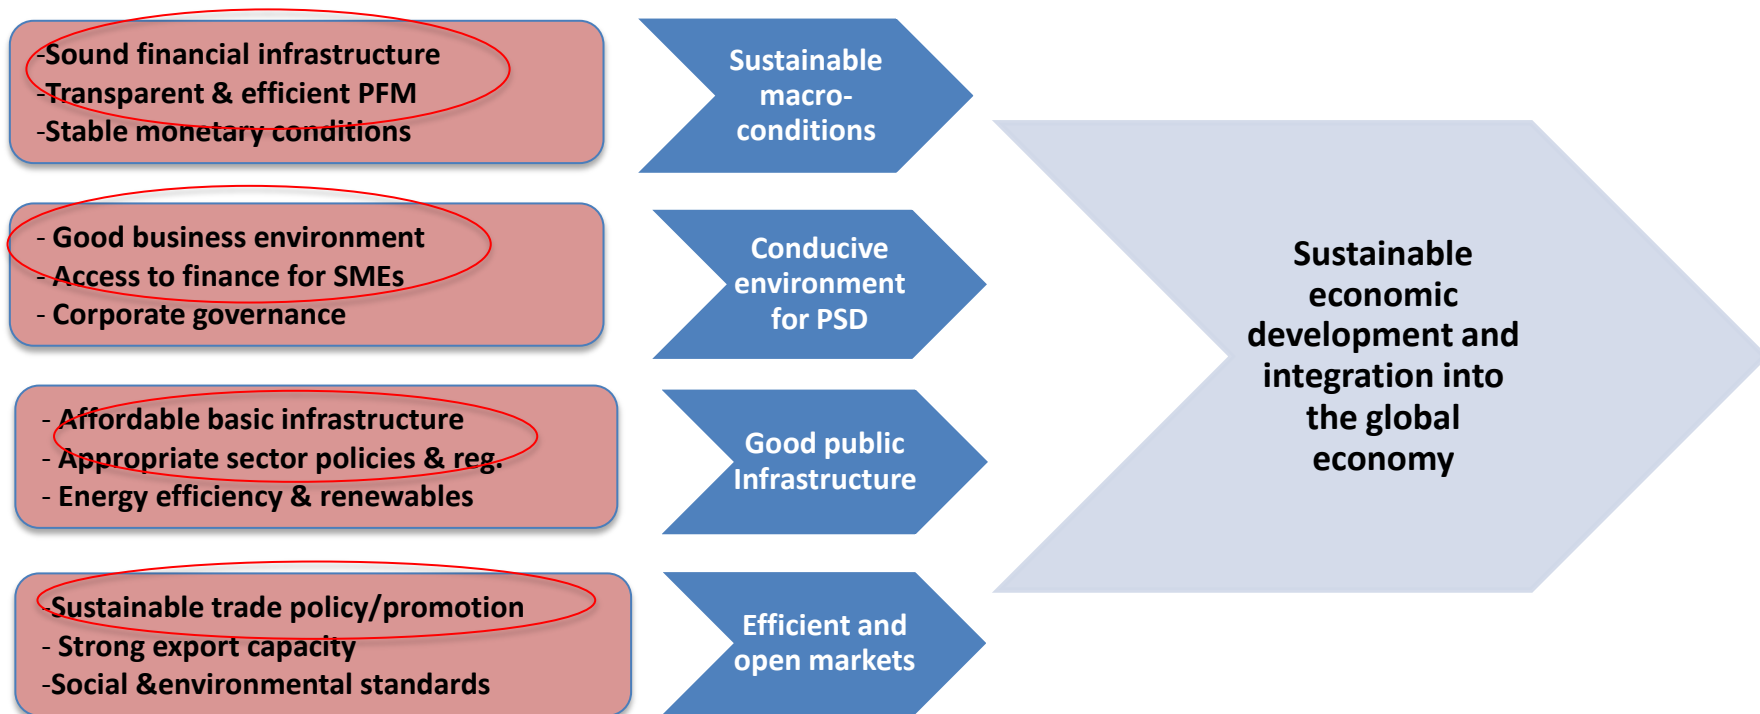 -Sound financial infrastructure
-Transparent & efficient PFM
-Stable monetary conditions
Sustainable
macro-
conditions
- Good business environment
- Access to finance for SMEs
- Corporate governance
Conducive
environment
for PSD
- Affordable basic infrastructure
- Appropriate sector policies & reg.
- Energy efficiency & renewables
Good public
Infrastructure
-Sustainable trade policy/promotion
- Strong export capacity
-Social &environmental standards
Efficient and
open markets
Sustainable
economic
development and
integration into
the global
economy